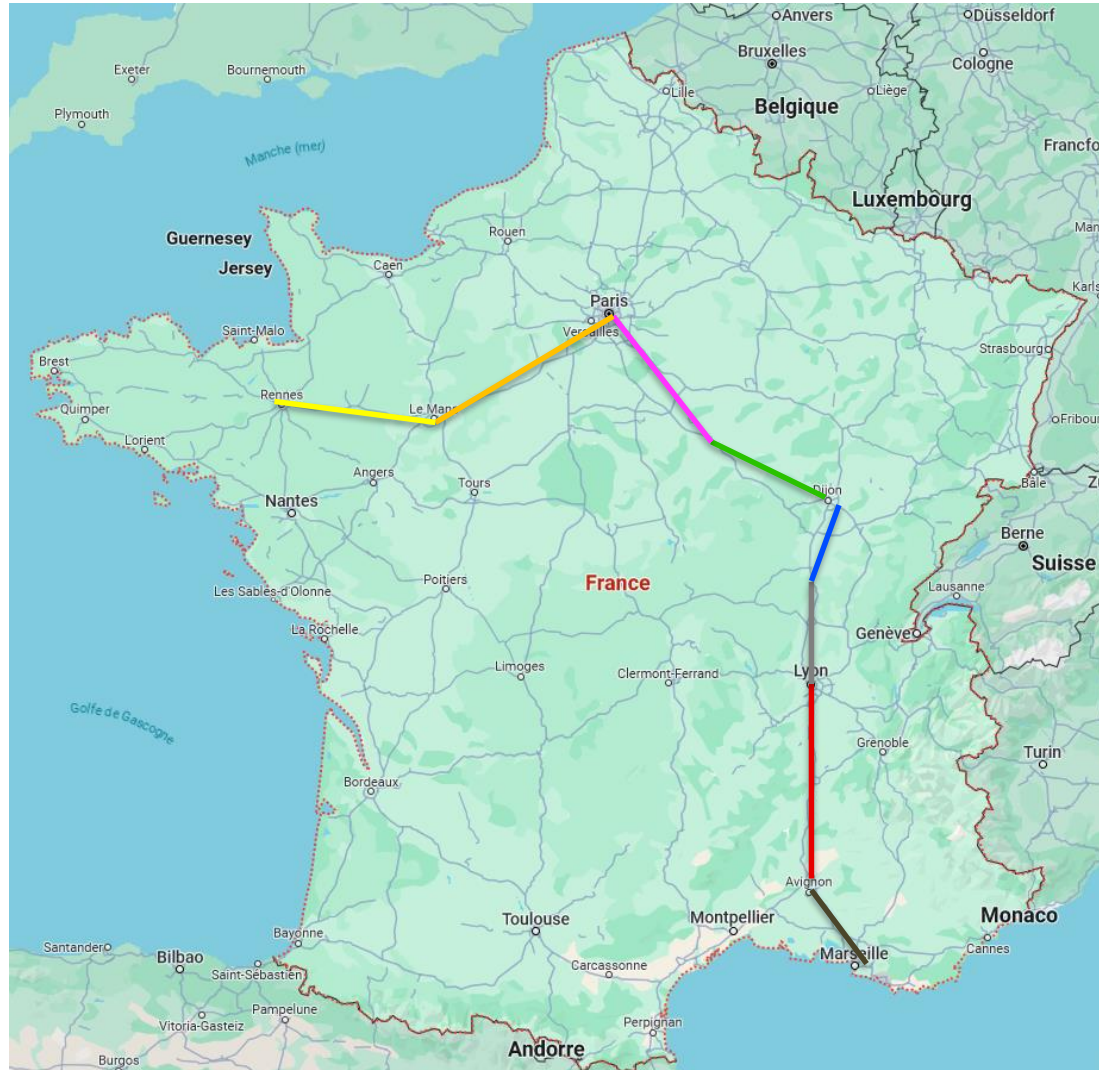 Anvers
Düsseldorf
Bruxelles
Cologne
Exeter
Bournemouth
Lille
Liège
Plymouth
Belgique
Manche (mer)
Francfo
Luxembourg
Rouen
Guernesey
Man
Jersey
Caen
Karls
Paris
Versailles
Saint-Malo
Strasbourg
Brest
Rennes
Le Mans
Quimper
Fribou
Lorient
Angers
Tours
Dijon
Bâle
Zü
Nantes
Berne
Suisse
Poitiers
France
Les Sables-d'Olonne
Lausanne
La Rochelle
Genève
Limoges
Clermont-Ferrand
Lyon
Golfe de Gascogne
Grenoble
Turin
Bordeaux
Avignon
Toulouse
Montpellier
Monaco
Bayonne
Santander
Cannes
Bilbao
Marseille
Saint-Sébastien
Carcassonne
Pampelune
Vitoria-Gasteiz
Perpignan
Andorre
Burgos